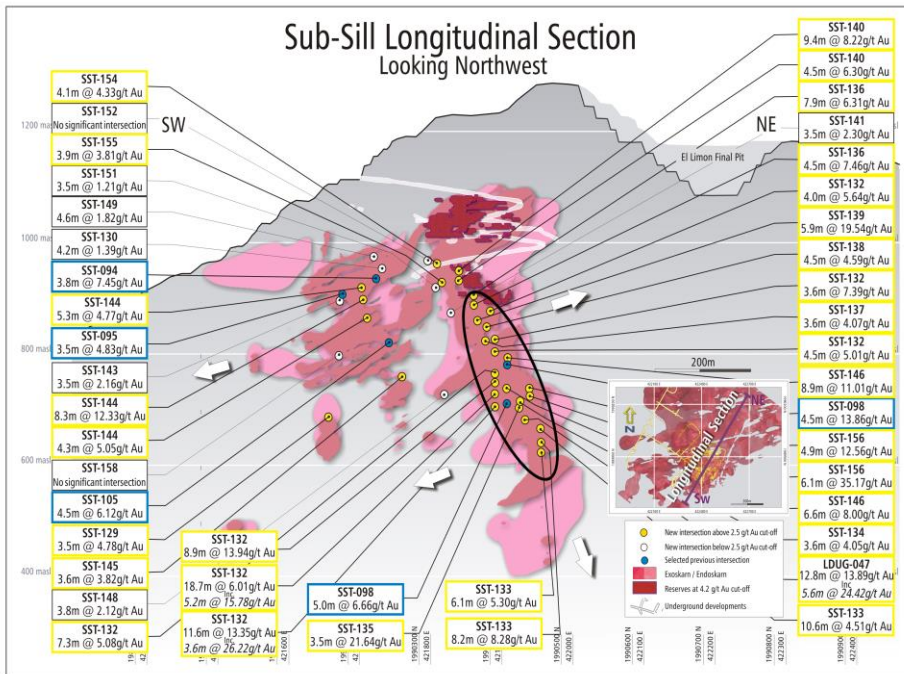 Sub-Sill Longitudinal Section
Looking Northwest
SW
NE
El Limon Final Pit
1200 masl
1000 masl
800 masl
600 masl
400 masl
SST-154
4.1m @ 4.33g/t Au
SST-152
No significant intersection
SST-155
3.9m @ 3.81g/t Au
SST-151
3.5m @ 1.21g/t Au
SST-149
4.6m @ 1.82g/t Au
SST-130
4.2m @ 1.39g/t Au
SST-094
3.8m @ 7.45g/t Au
SST-144
5.3m @ 4.77g/t Au
SST-095
3.5m @ 4.83g/t Au
SST-143
3.5m @ 2.16g/t Au
SST-144
8.3m @ 12.33g/t Au
SST-144
4.3m @ 5.05g/t Au
SST-158
No significant intersection
SST-105
4.5m @ 6.12g/t Au
SST-129
3.5m @ 4.78g/t Au
SST-145
3.6m @ 3.82g/t Au
SST-148
3.8m @ 2.12g/t Au
SST-132
7.3m @ 5.08g/t Au
SST-132
8.9m @ 13.94g/t Au
SST-132
18.7m @ 6.01g/t Au
Inc
5.2m @ 15.78g/t Au
SST-132
11.6m @ 13.35g/t Au
Inc
3.6m @ 26.22g/t Au
SST-098
5.0m @ 6.66g/t Au
SST-135
3.5m @ 21.64g/t Au
SST-133
6.1m @ 5.30g/t Au
SST-133
8.2m @ 8.28g/t Au
SST-140
9.4m @ 8.22g/t Au
SST-140
4.5m @ 6.30g/t Au
SST-136
7.9m @ 6.31g/t Au
SST-141
3.5m @ 2.30g/t Au
SST-136
4.5m @ 7.46g/t Au
SST-132
4.0m @ 5.64g/t Au
SST-139
5.9m @ 19.54g/t Au
SST-138
4.5m @ 4.59g/t Au
SST-132
3.6m @ 7.39g/t Au
SST-137
3.6m @ 4.07g/t Au
SST-132
4.5m @ 5.01g/t Au
SST-146
8.9m @ 11.01g/t Au
SST-098
4.5m @ 13.86g/t Au
SST-156
4.9m @ 12.56g/t Au
SST-156
6.1m @ 35.17g/t Au
SST-146
6.6m @ 8.00g/t Au
SST-134
3.6m @ 4.05g/t Au
LDUG-047
12.8m @ 13.89g/t Au
Inc
5.6m @ 24.42g/t Au
SST-133
10.6m @ 4.51g/t Au
200m
Longitudinal Section
NE
SW
N
New intersection above 2.5 g/t Au cut-off
New intersection below 2.5 g/t Au cut-off
Selected previous intersection
Exoskarn / Endoskarn
Reserves at 4.2 g/t Au cut-off
Underground developments
421600 E
1990300 N
421800 E
1990500 N
422000 E
1990600 N
422100 E
1990700 N
422200 E
1990800 N
422300 E
422400